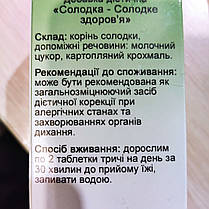 Добавка дієтична
«Солодка - Солодке
здоров'я»
Склад: корінь солодки,
допоміжні речовини: молочний
цукор, картопляний крохмаль.
Рекомендації до споживання:
може бути рекомендована як
загальнозміцнюючий засіб
дієтичної корекції при
алергічних станах та
захворюваннях органів
дихання.
Спосіб вживання: дорослим
по 2 таблетки тричі на день за
30 хвилин до прийому їжі,
запивати водою.